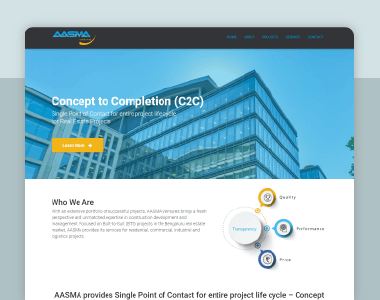 AASMA
HOME ABOUT PROJECTS SERVICES CONTACT
Concept to Completion (C2C)
Single Point of Contact for entire project lifecycle
for Real Estate Projects
Learn More
Who We Are
With an extensive portfolio of successful projects, AASMA Ventures brings a fresh
perspective and unmatched expertise in construction development and
management. Focused on Built-to-Suit (BTS) projects in the Bengaluru real estate
market, AASMA provides its services for residential, commercial, industrial and
logistics projects.
Quality
Transparency
Performance
Price
AASMA provides Single Point of Contact for entire project life cycle – Concept